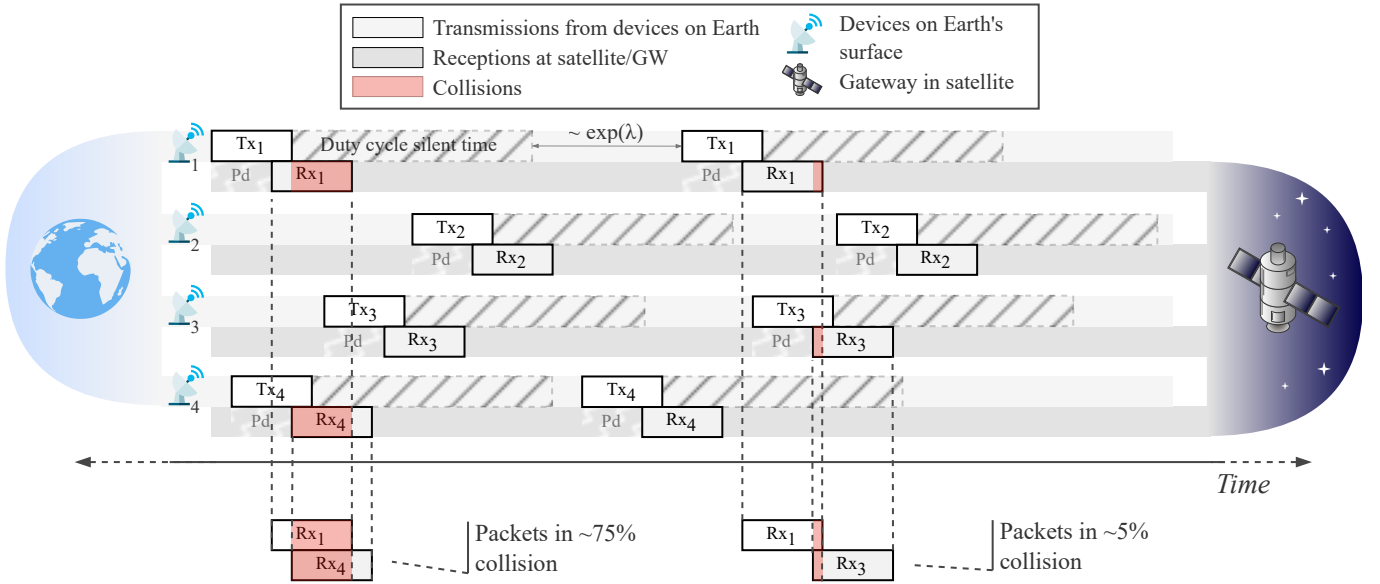 Transmissions from devices on Earth
Receptions at satellite/GW
Collisions
Devices on Earth's
surface
Gateway in satellite
Tx1
Duty cycle silent time
~ exp(λ)
Tx1
1
Pd
Rx1
Pd
Rx1
Tx2
Tx2
2
Pd
Rx2
Pd
Rx2
Tx3
Tx3
3
Pd
Rx3
Pd
Rx3
Tx4
Tx4
4
Pd
Rx4
Pd
Rx4
Time
Rx1
Rx4
Packets in ~75%
collision
Rx1
Rx3
Packets in ~5%
collision